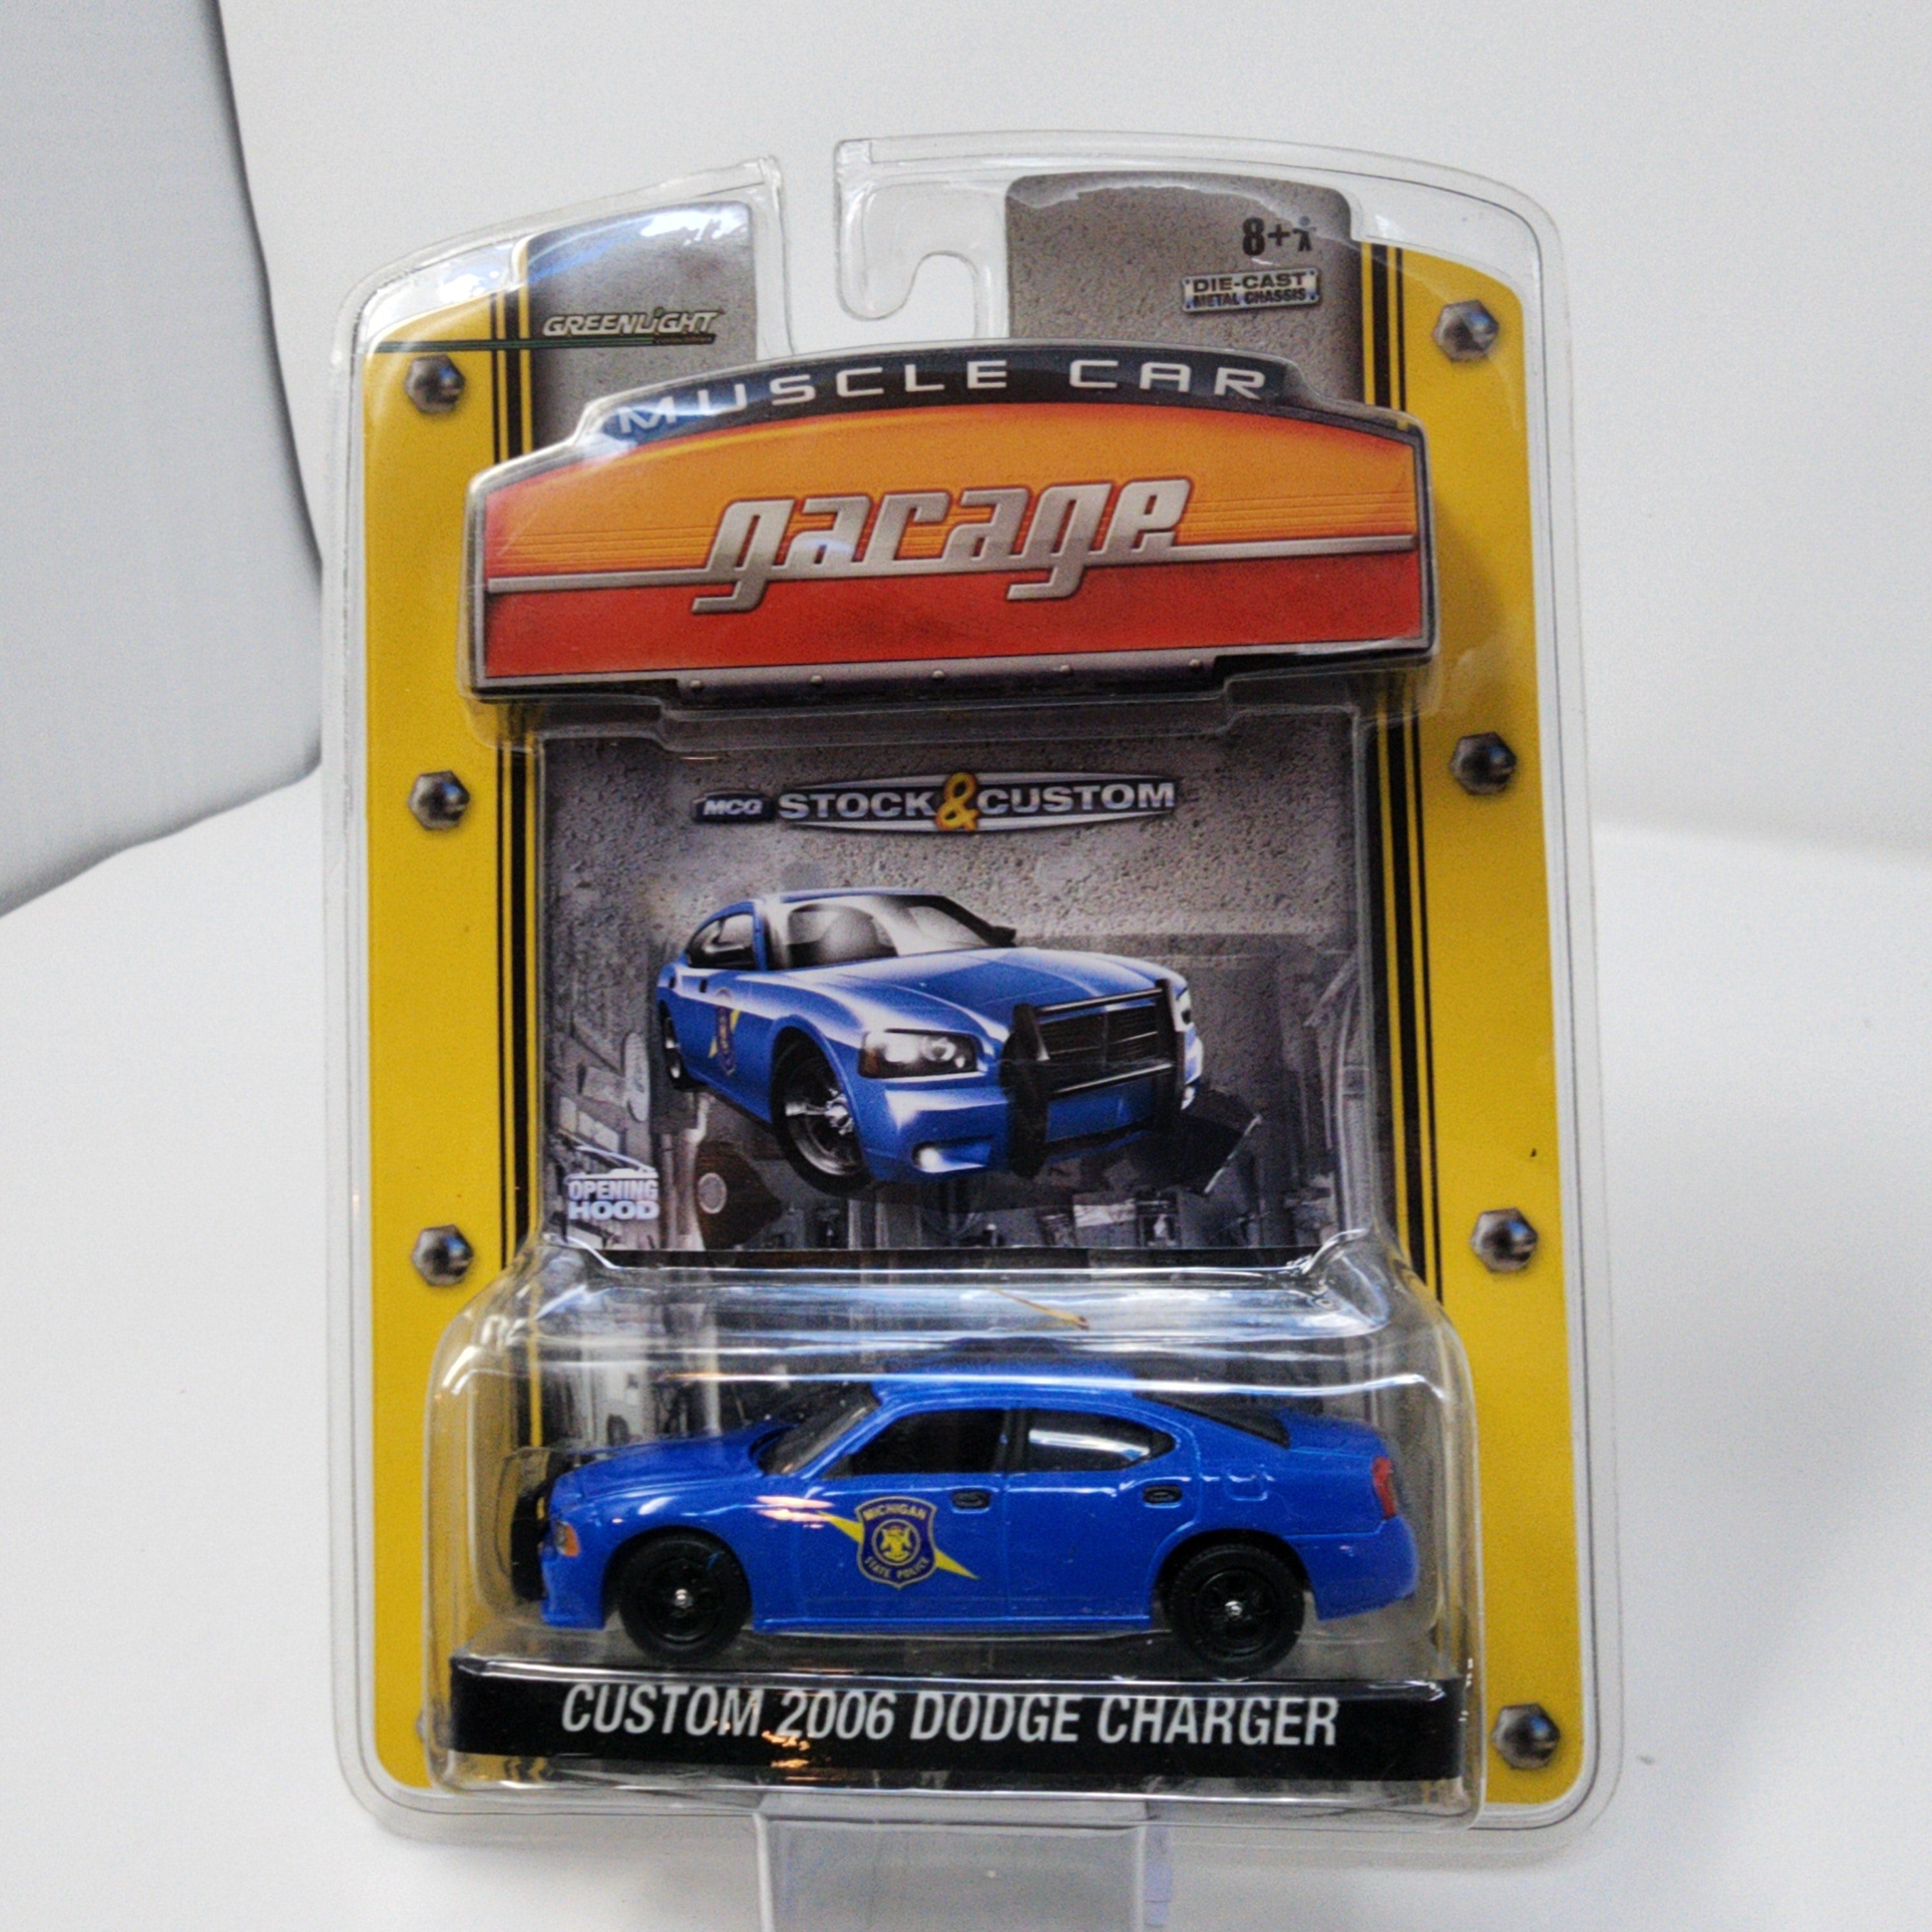 8+
DIE-CAST
METAL CHASSIS
GREENLIGHT
MUSCLE CAR
garage
MCG STOCK & CUSTOM
OPENING
HOOD
MICHIGAN
STATE POLICE
CUSTOM 2006 DODGE CHARGER